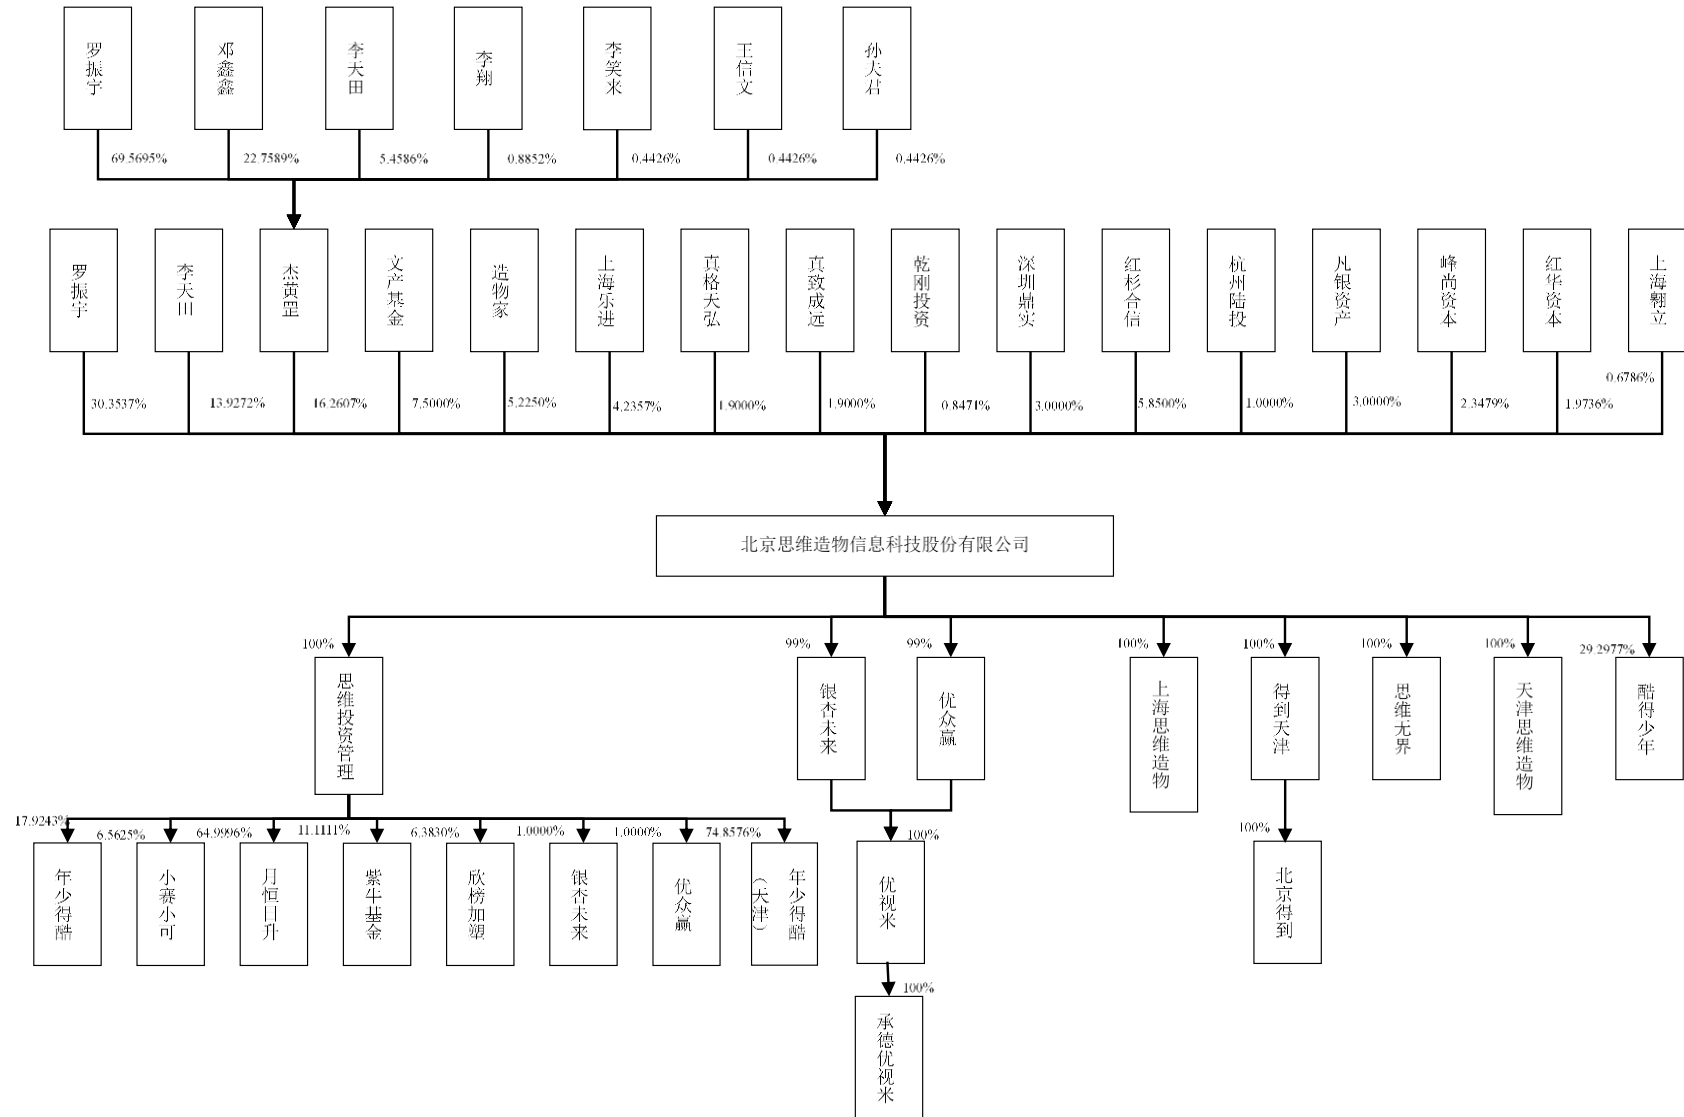 罗振宇
邓鑫鑫
李天田
李翔
李笑来
王信文
孙大君
69.5695%
22.7589%
5.4586%
0.8852%
0.4426%
0.4426%
0.4426%
罗振宇
李天田
杰黄罡
文产基金
造物家
上海乐进
真格天弘
真致成远
乾刚投资
深圳鼎实
红杉合信
杭州陆投
凡银资产
峰尚资本
红华资本
上海翱立
30.3537%
13.9272%
16.2607%
7.5000%
5.2250%
4.2357%
1.9000%
1.9000%
0.8471%
3.0000%
5.8500%
1.0000%
3.0000%
2.3479%
1.9736%
0.6786%
北京思维造物信息科技股份有限公司
100%
99%
99%
100%
100%
100%
100%
29.2977%
思维投资管理
银杏未来
优众赢
上海思维造物
得到天津
思维无界
天津思维造物
酷得少年
17.9243%
6.5625%
64.9996%
11.1111%
6.3830%
1.0000%
1.0000%
74.8576%
100%
100%
年少得酷
小赛小可
月恒日升
紫牛基金
欣榜加塑
银杏未来
优众赢
年少得酷
（天津）
优视米
北京得到
100%
承德优视米